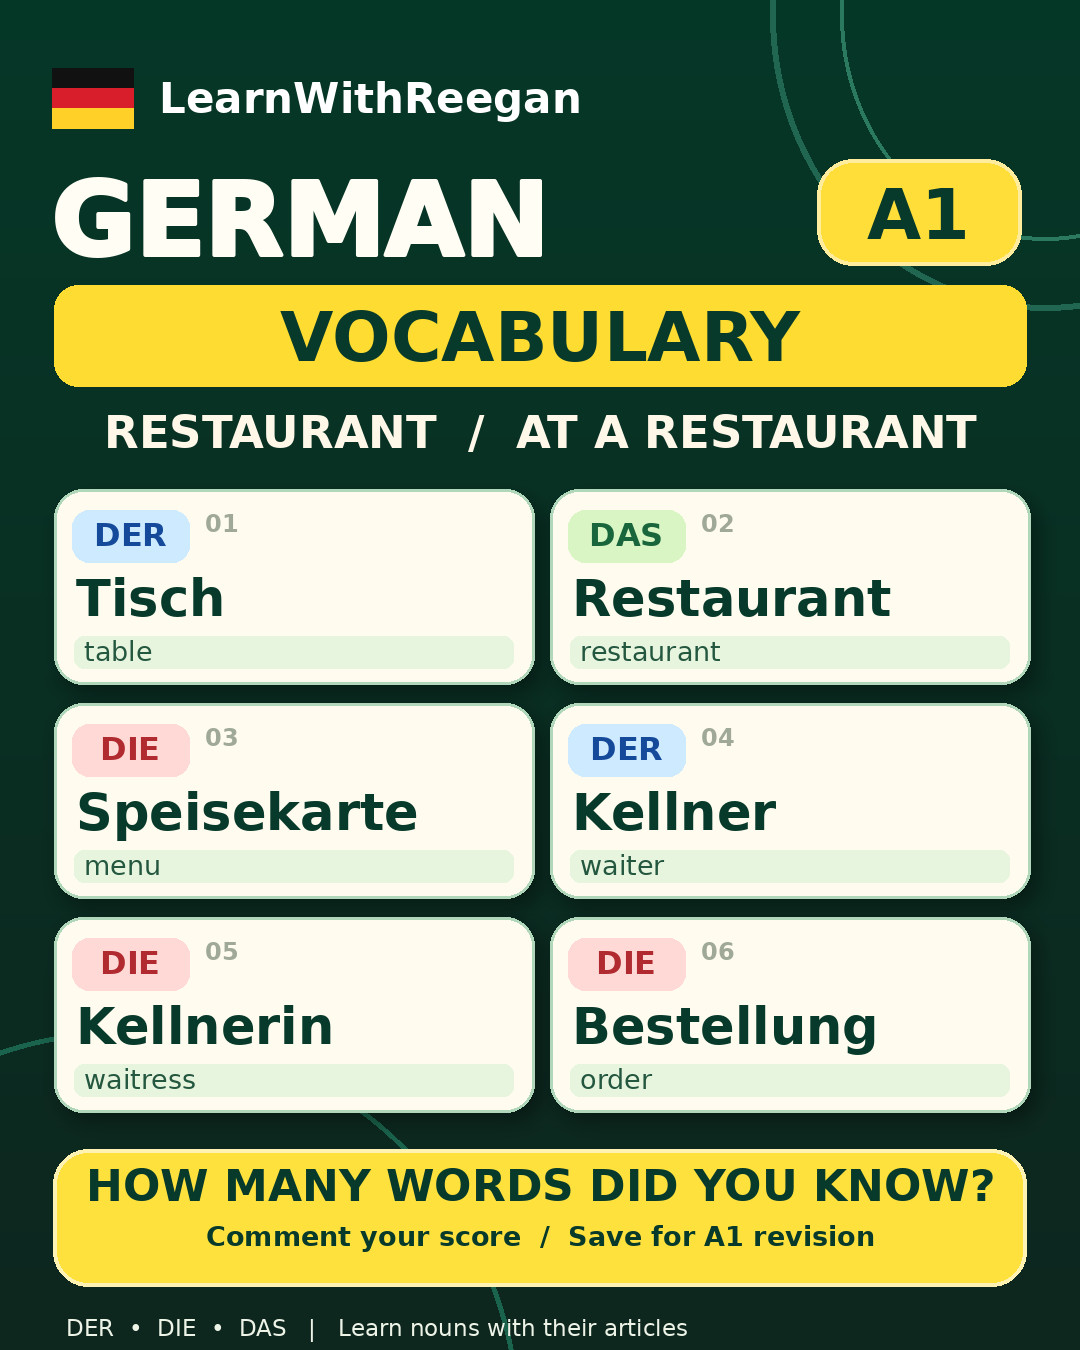 LearnWithReegan
GERMAN
A1
VOCABULARY
RESTAURANT / AT A RESTAURANT
DER 01
Tisch
table
DAS 02
Restaurant
restaurant
DIE 03
Speisekarte
menu
DER 04
Kellner
waiter
DIE 05
Kellnerin
waitress
DIE 06
Bestellung
order
HOW MANY WORDS DID YOU KNOW?
Comment your score / Save for A1 revision
DER • DIE • DAS | Learn nouns with their articles